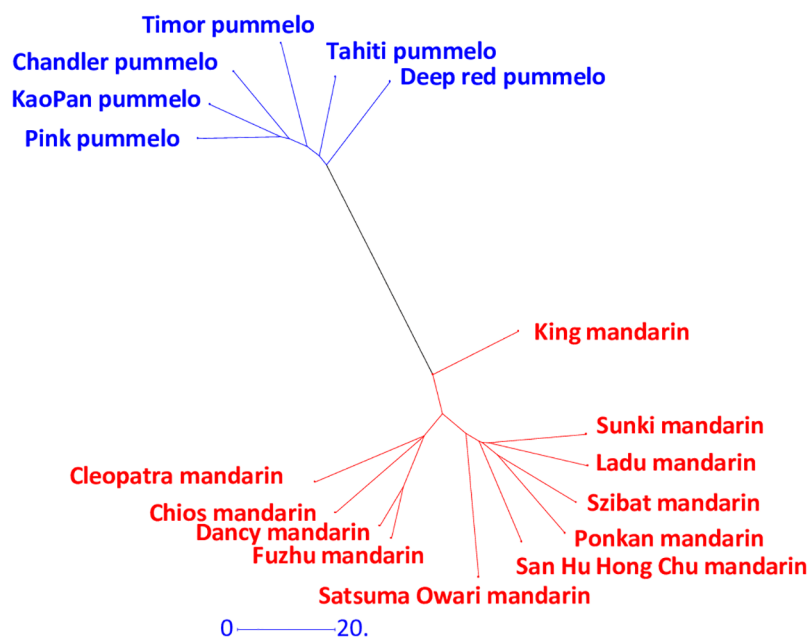 Timor pummelo
Tahiti pummelo
Chandler pummelo
Deep red pummelo
KaoPan pummelo
Pink pummelo
King mandarin
Sunki mandarin
Ladu mandarin
Cleopatra mandarin
Szibat mandarin
Chios mandarin
Dancy mandarin
Ponkan mandarin
Fuzhu mandarin
San Hu Hong Chu mandarin
Satsuma Owari mandarin
0 20.